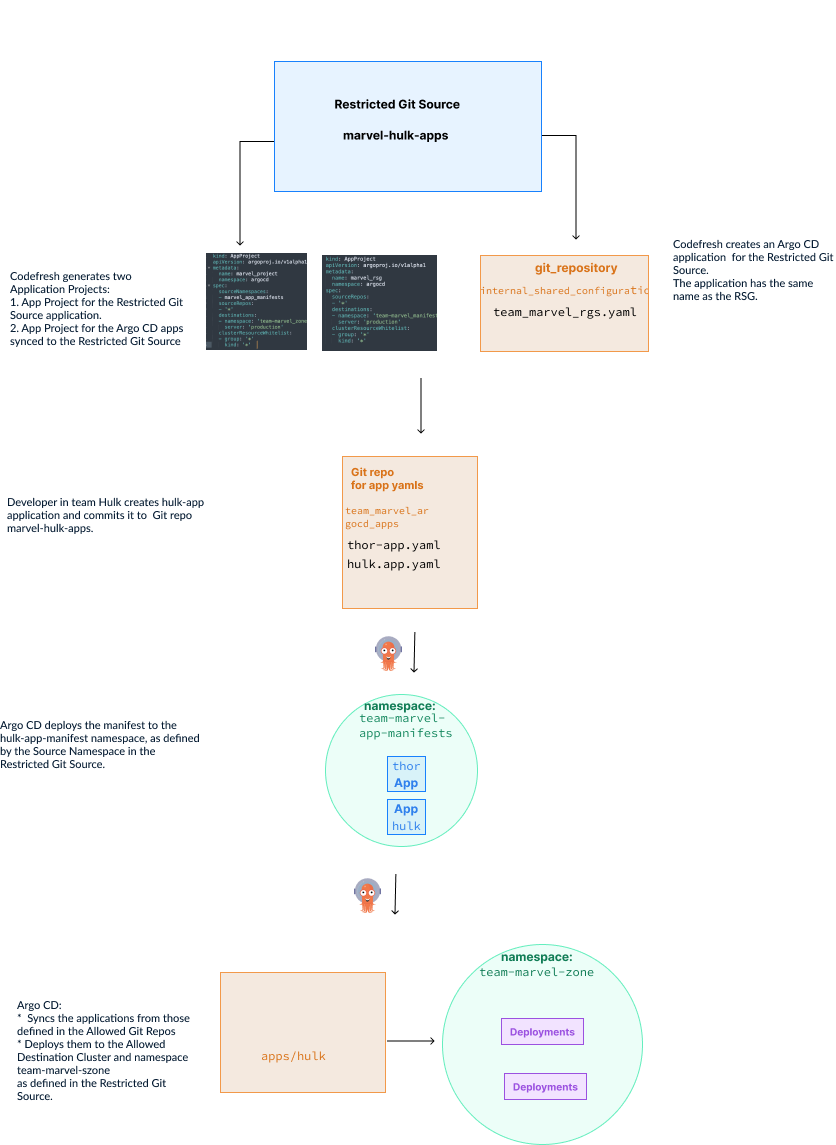 Restricted Git Source
marvel-hulk-apps
Codefresh generates two
Application Projects:
1. App Project for the Restricted Git
Source application.
2. App Project for the Argo CD apps
synced to the Restricted Git Source
kind: AppProject
apiVersion: argoproj.io/v1alpha1
metadata:
name: marvel_project
namespace: argocd
spec:
sourceNamespaces:
- marvel_app_manifests
sourceRepos:
- '*'
destinations:
- namespace: 'team-marvel_zone
server: 'production'
clusterResourceWhitelist:
- group: '*'
kind: '*'
kind: AppProject
apiVersion: argoproj.io/v1alpha1
metadata:
name: marvel_rsg
namespace: argocd
spec:
sourceRepos:
- '*'
destinations:
- namespace: 'team-marvel_manifest
server: 'production'
clusterResourceWhitelist:
- group: '*'
kind: '*'
git_repository
internal_shared_configuratic
team_marvel_rgs.yaml
Codefresh creates an Argo CD
application  for the Restricted Git
Source.
The application has the same
name as the RSG.
Developer in team Hulk creates hulk-app
application and commits it to  Git repo
marvel-hulk-apps.
Git repo
for app yamls
team_marvel_ar
gocd_apps
thor-app.yaml
hulk.app.yaml
Argo CD deploys the manifest to the
hulk-app-manifest namespace, as defined
by the Source Namespace in the
Restricted Git Source.
namespace:
team-marvel-
app-manifests
thor
App
App
hulk
Argo CD:
*  Syncs the applications from those
defined in the Allowed Git Repos
* Deploys them to the Allowed
Destination Cluster and namespace
team-marvel-szone
as defined in the Restricted Git
Source.
apps/hulk
namespace:
team-marvel-zone
Deployments
Deployments